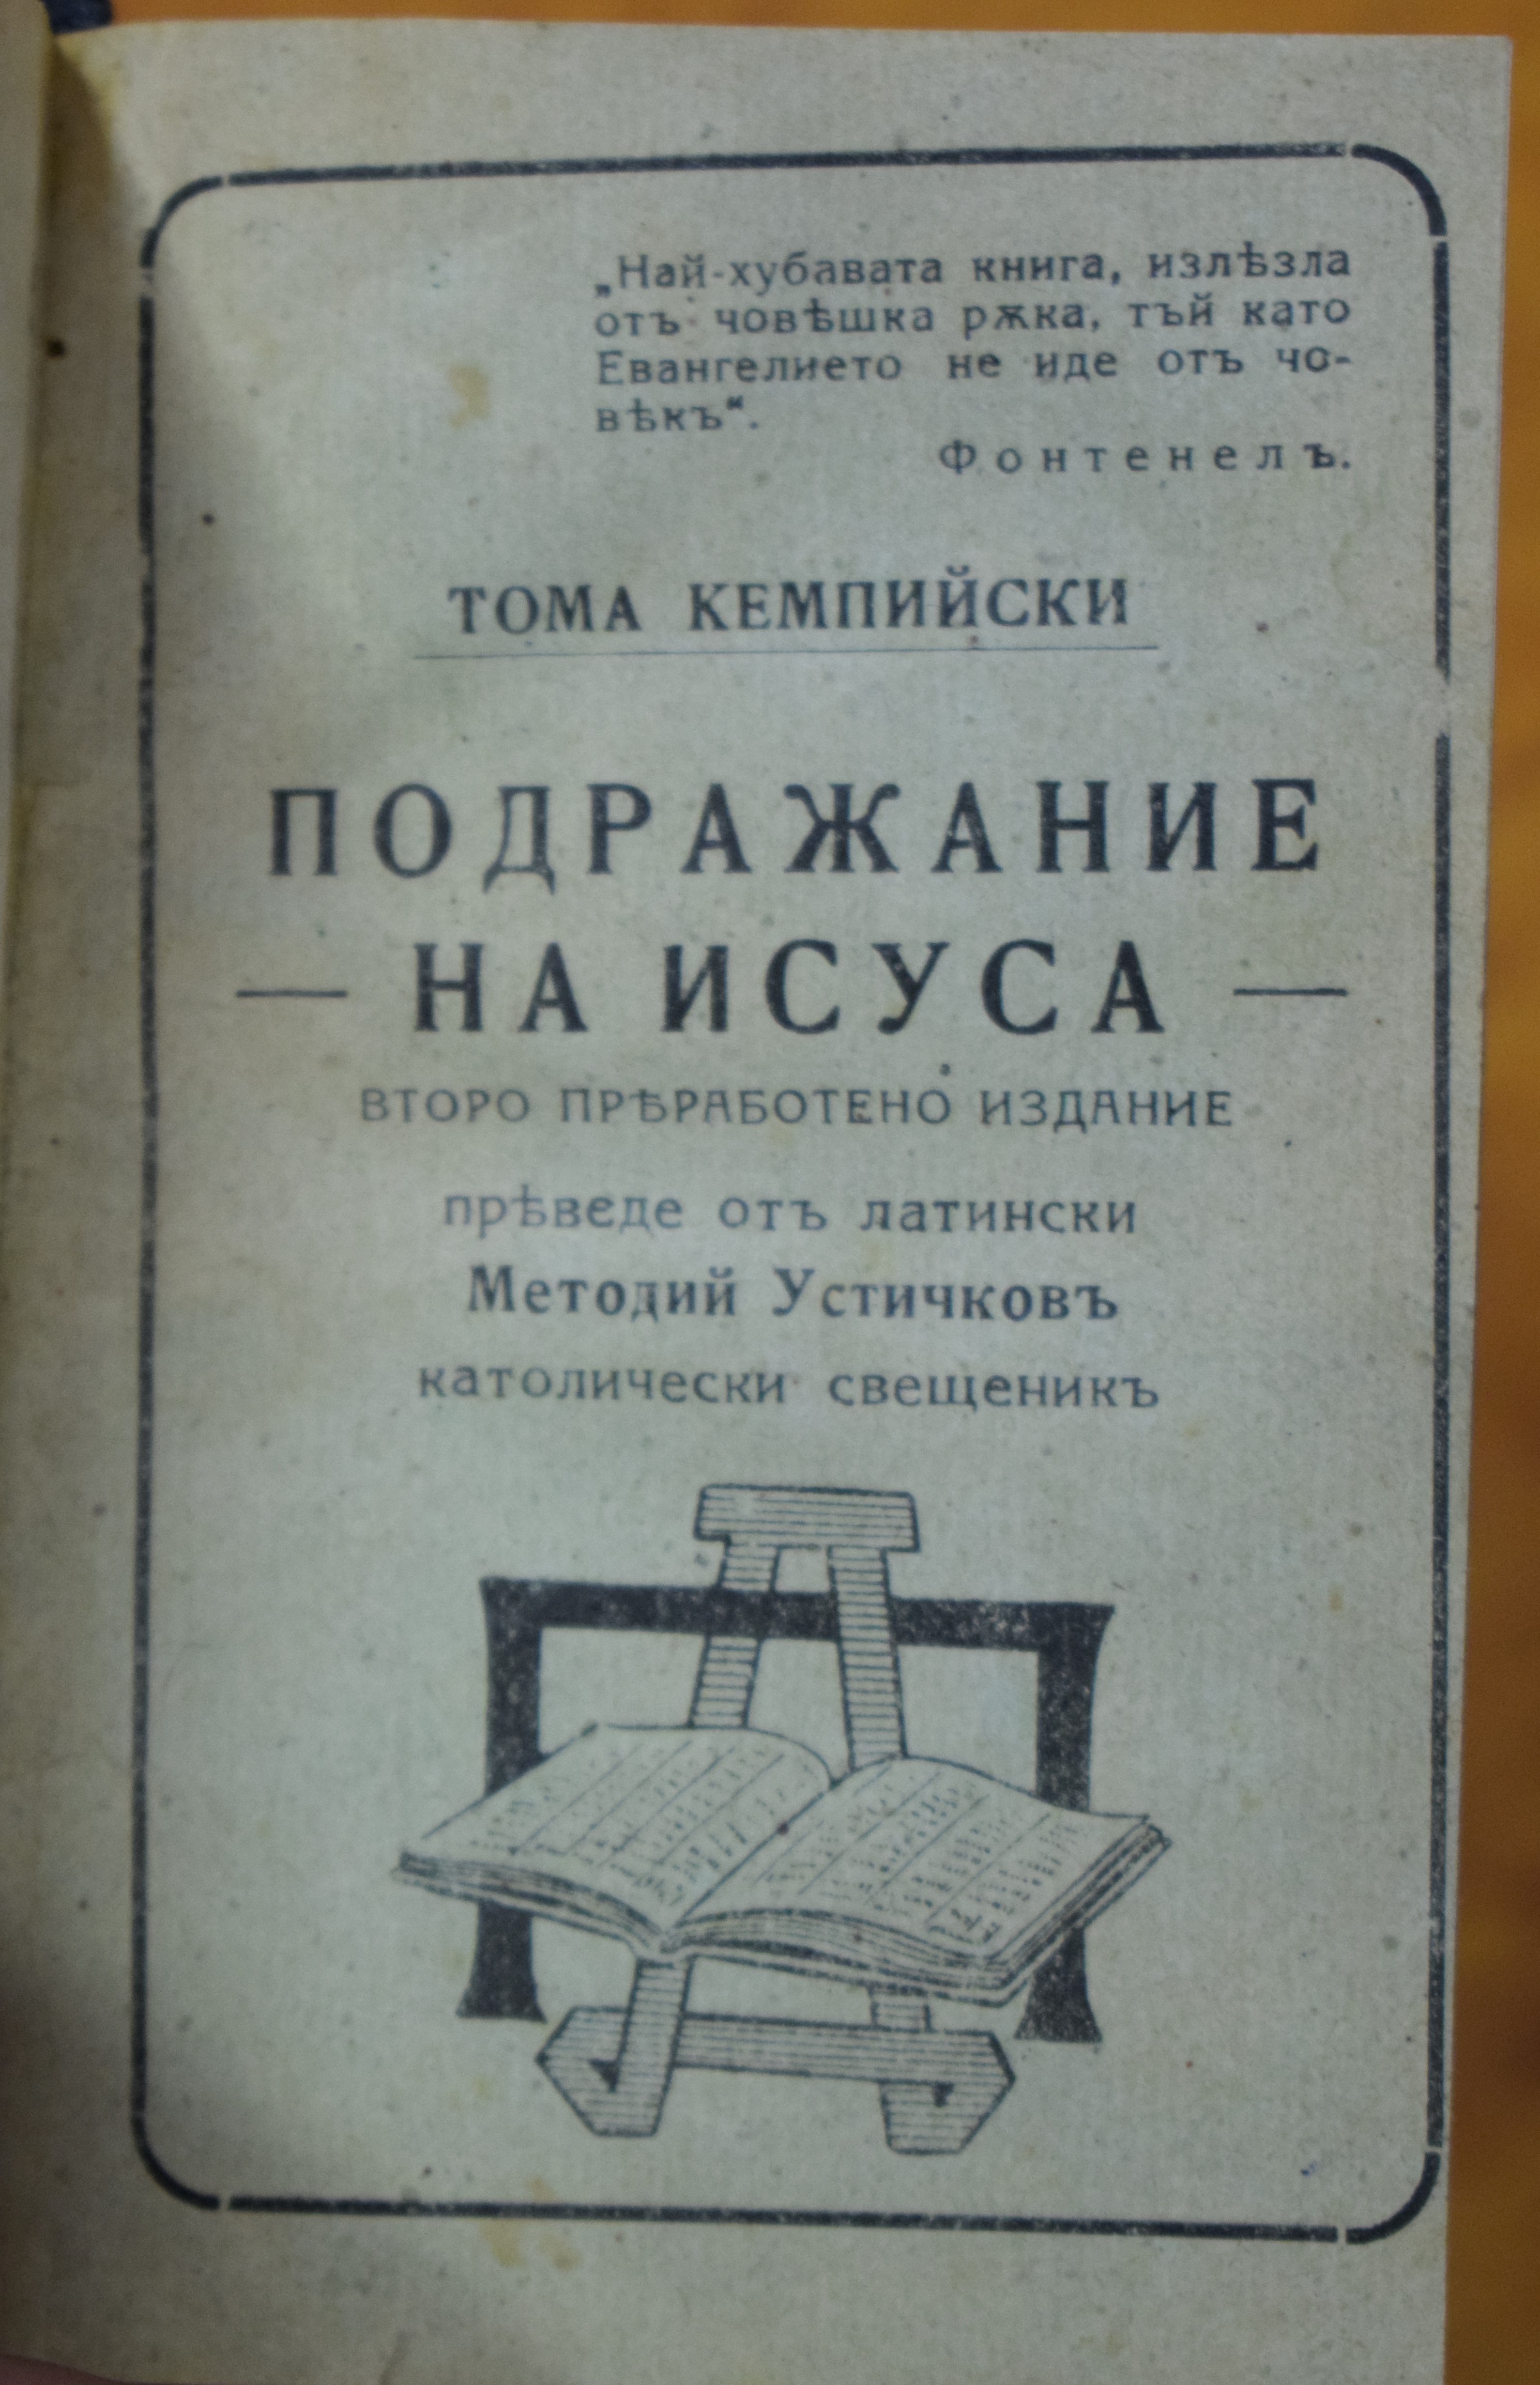 „Най-хубавата книга, излѣзла
отъ човѣшка рѫка, тъй като
Евангелието не иде отъ чо-
вѣкъ“.
Фонтенелъ.
ТОМА КЕМПИЙСКИ
ПОДРАЖАНИЕ
— НА ИСУСА —
ВТОРО ПРѢРАБОТЕНО ИЗДАНИЕ
прѣведе отъ латински
Методий Устичковъ
католически свещеникъ